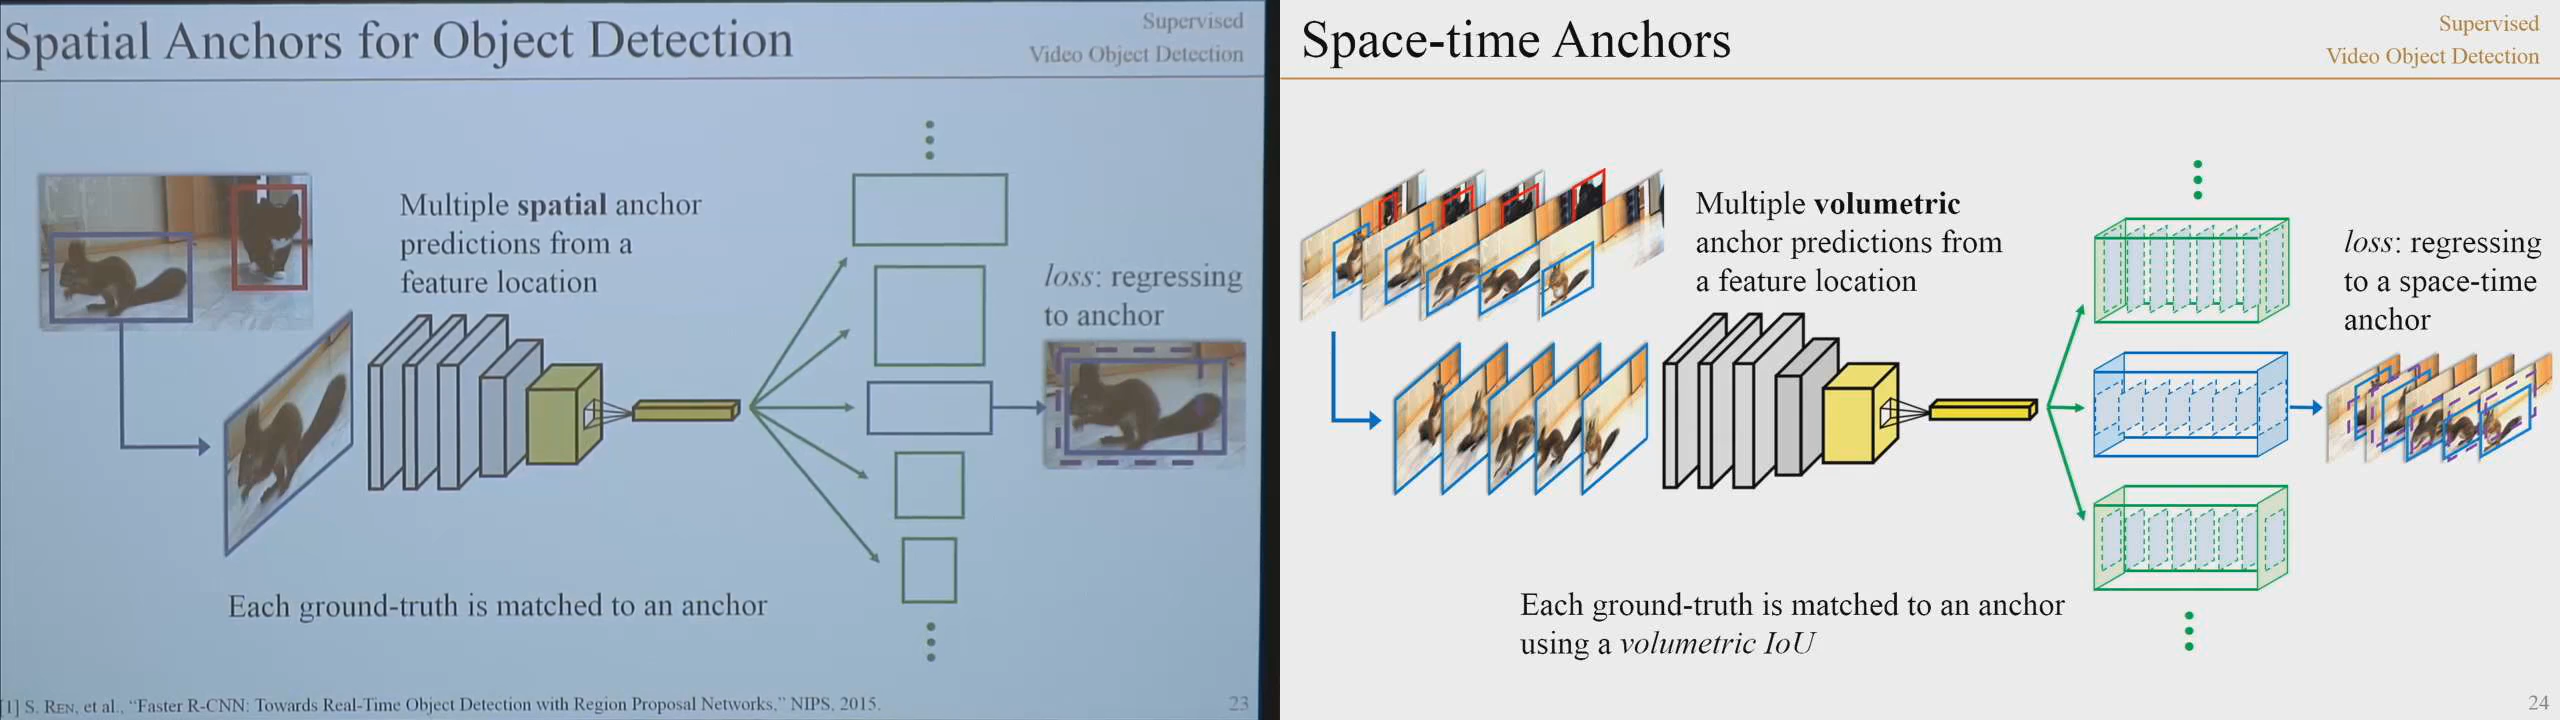 Spatial Anchors for Object Detection
Supervised
Video Object Detection
Multiple spatial anchor
predictions from a
feature location
loss: regressing
to anchor
Each ground-truth is matched to an anchor
[1] S. REN, et al., “Faster R-CNN: Towards Real-Time Object Detection with Region Proposal Networks,” NIPS, 2015.
23
Space-time Anchors
Supervised
Video Object Detection
Multiple volumetric
anchor predictions from
a feature location
loss: regressing
to a space-time
anchor
Each ground-truth is matched to an anchor
using a volumetric IoU
24